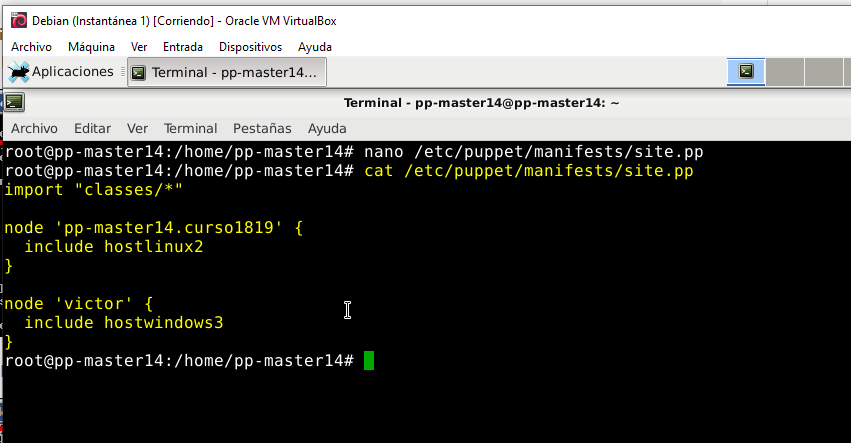 Debian (Instantánea 1) [Corriendo] - Oracle VM VirtualBox
Archivo Máquina Ver Entrada Dispositivos Ayuda
Aplicaciones Terminal - pp-master14...
Terminal - pp-master14@pp-master14: ~
Archivo Editar Ver Terminal Pestañas Ayuda
root@pp-master14:/home/pp-master14# nano /etc/puppet/manifests/site.pp
root@pp-master14:/home/pp-master14# cat /etc/puppet/manifests/site.pp
import "classes/*"
node 'pp-master14.curso1819' {
  include hostlinux2
}
node 'victor' {
  include hostwindows3
}
root@pp-master14:/home/pp-master14#